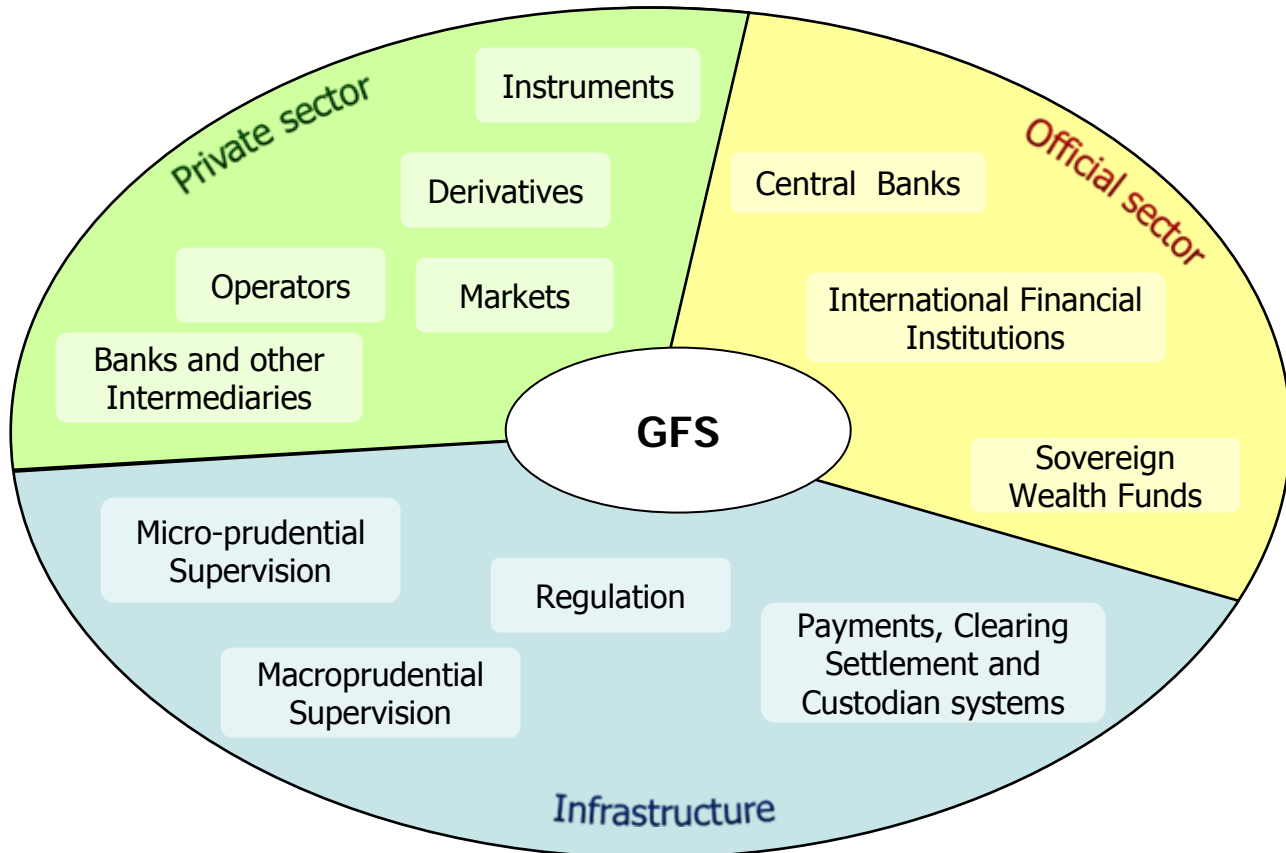 Private sector
Instruments
Derivatives
Operators
Markets
Banks and other
Intermediaries
Official sector
Central Banks
International Financial
Institutions
Sovereign
Wealth Funds
GFS
Micro-prudential
Supervision
Regulation
Macroprudential
Supervision
Payments, Clearing
Settlement and
Custodian systems
Infrastructure